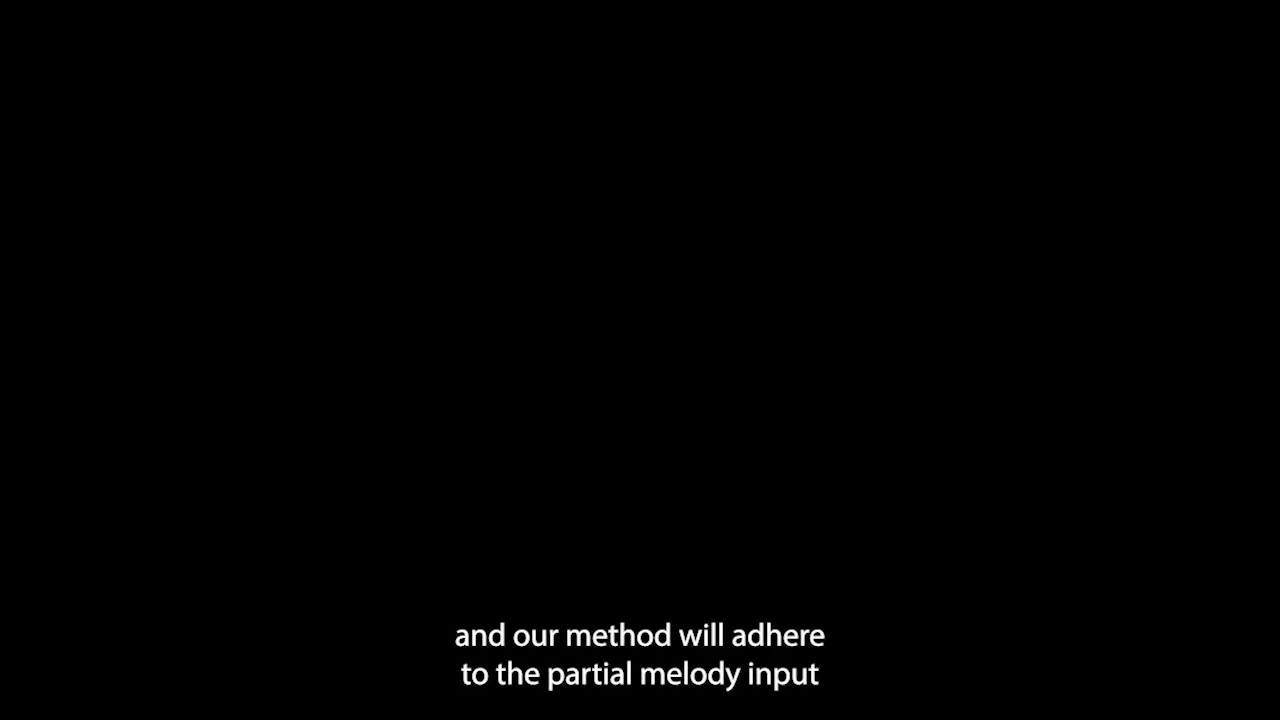 and our method will adhere
to the partial melody input